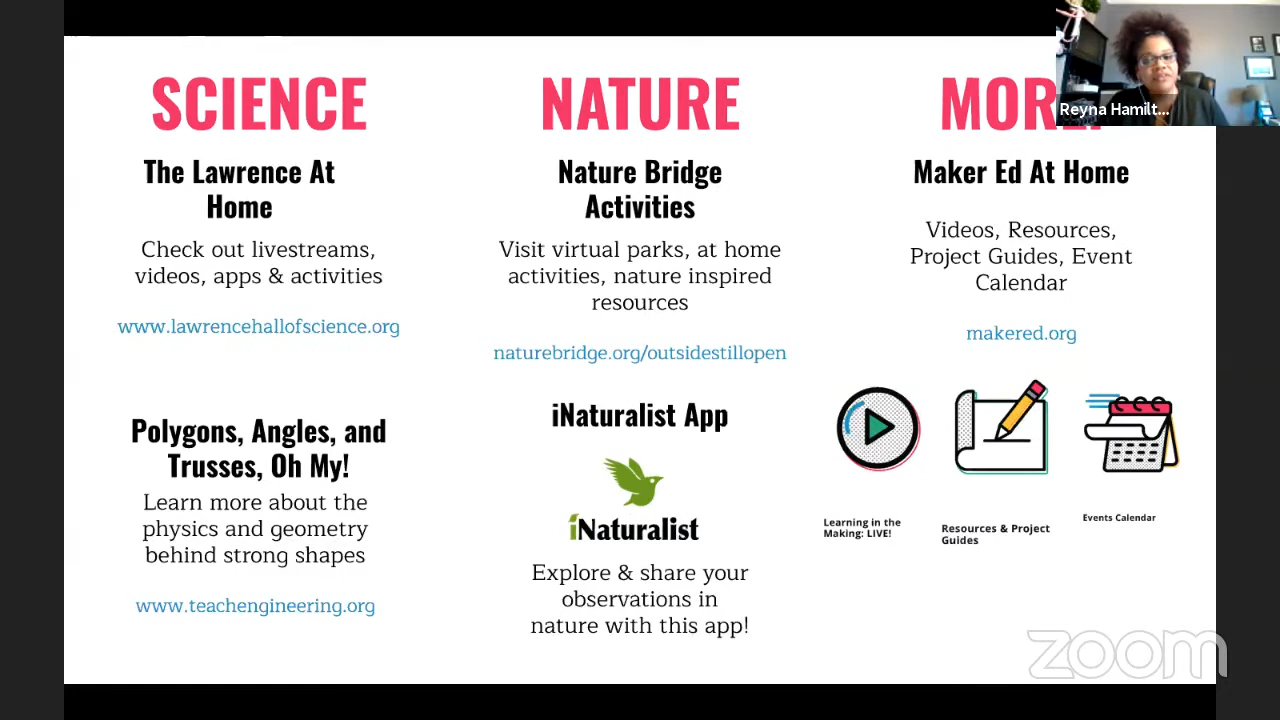 SCIENCE
The Lawrence At
Home
Check out livestreams,
videos, apps & activities
www.lawrencehallofscience.org
Polygons, Angles, and
Trusses, Oh My!
Learn more about the
physics and geometry
behind strong shapes
www.teachengineering.org
NATURE
Nature Bridge
Activities
Visit virtual parks, at home
activities, nature inspired
resources
naturebridge.org/outsidestillopen
iNaturalist App
iNaturalist
Explore & share your
observations in
nature with this app!
MOR
Reyna Hamilt...
Maker Ed At Home
Videos, Resources,
Project Guides, Event
Calendar
makered.org
Learning in the
Making: LIVE!
Resources & Project
Guides
Events Calendar
zoom